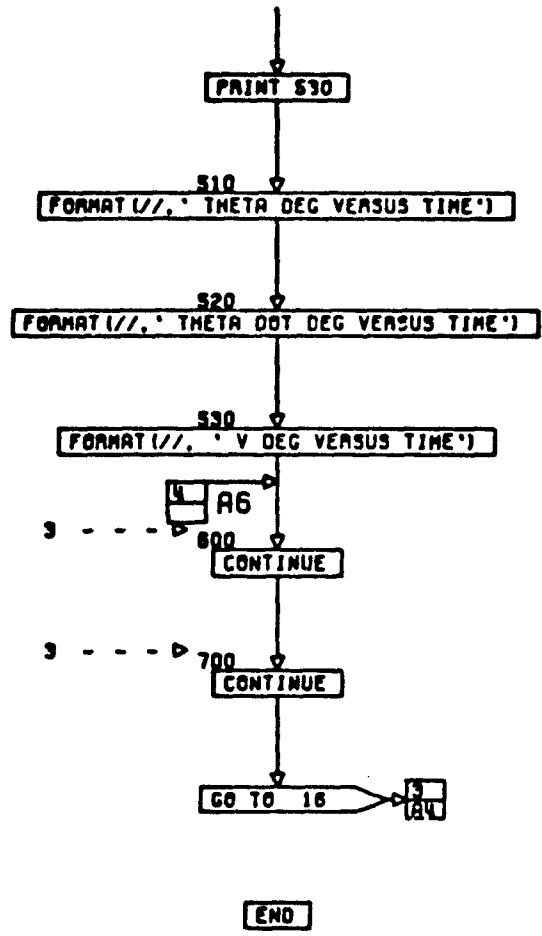 PRINT 530
510
FORMAT(//,' THETA DEG VERSUS TIME')
520
FORMAT(//,' THETA DOT DEG VERSUS TIME')
530
FORMAT(//, ' V DEG VERSUS TIME')
4
A6
3
600
CONTINUE
3
700
CONTINUE
GO TO 16
3
A4
END